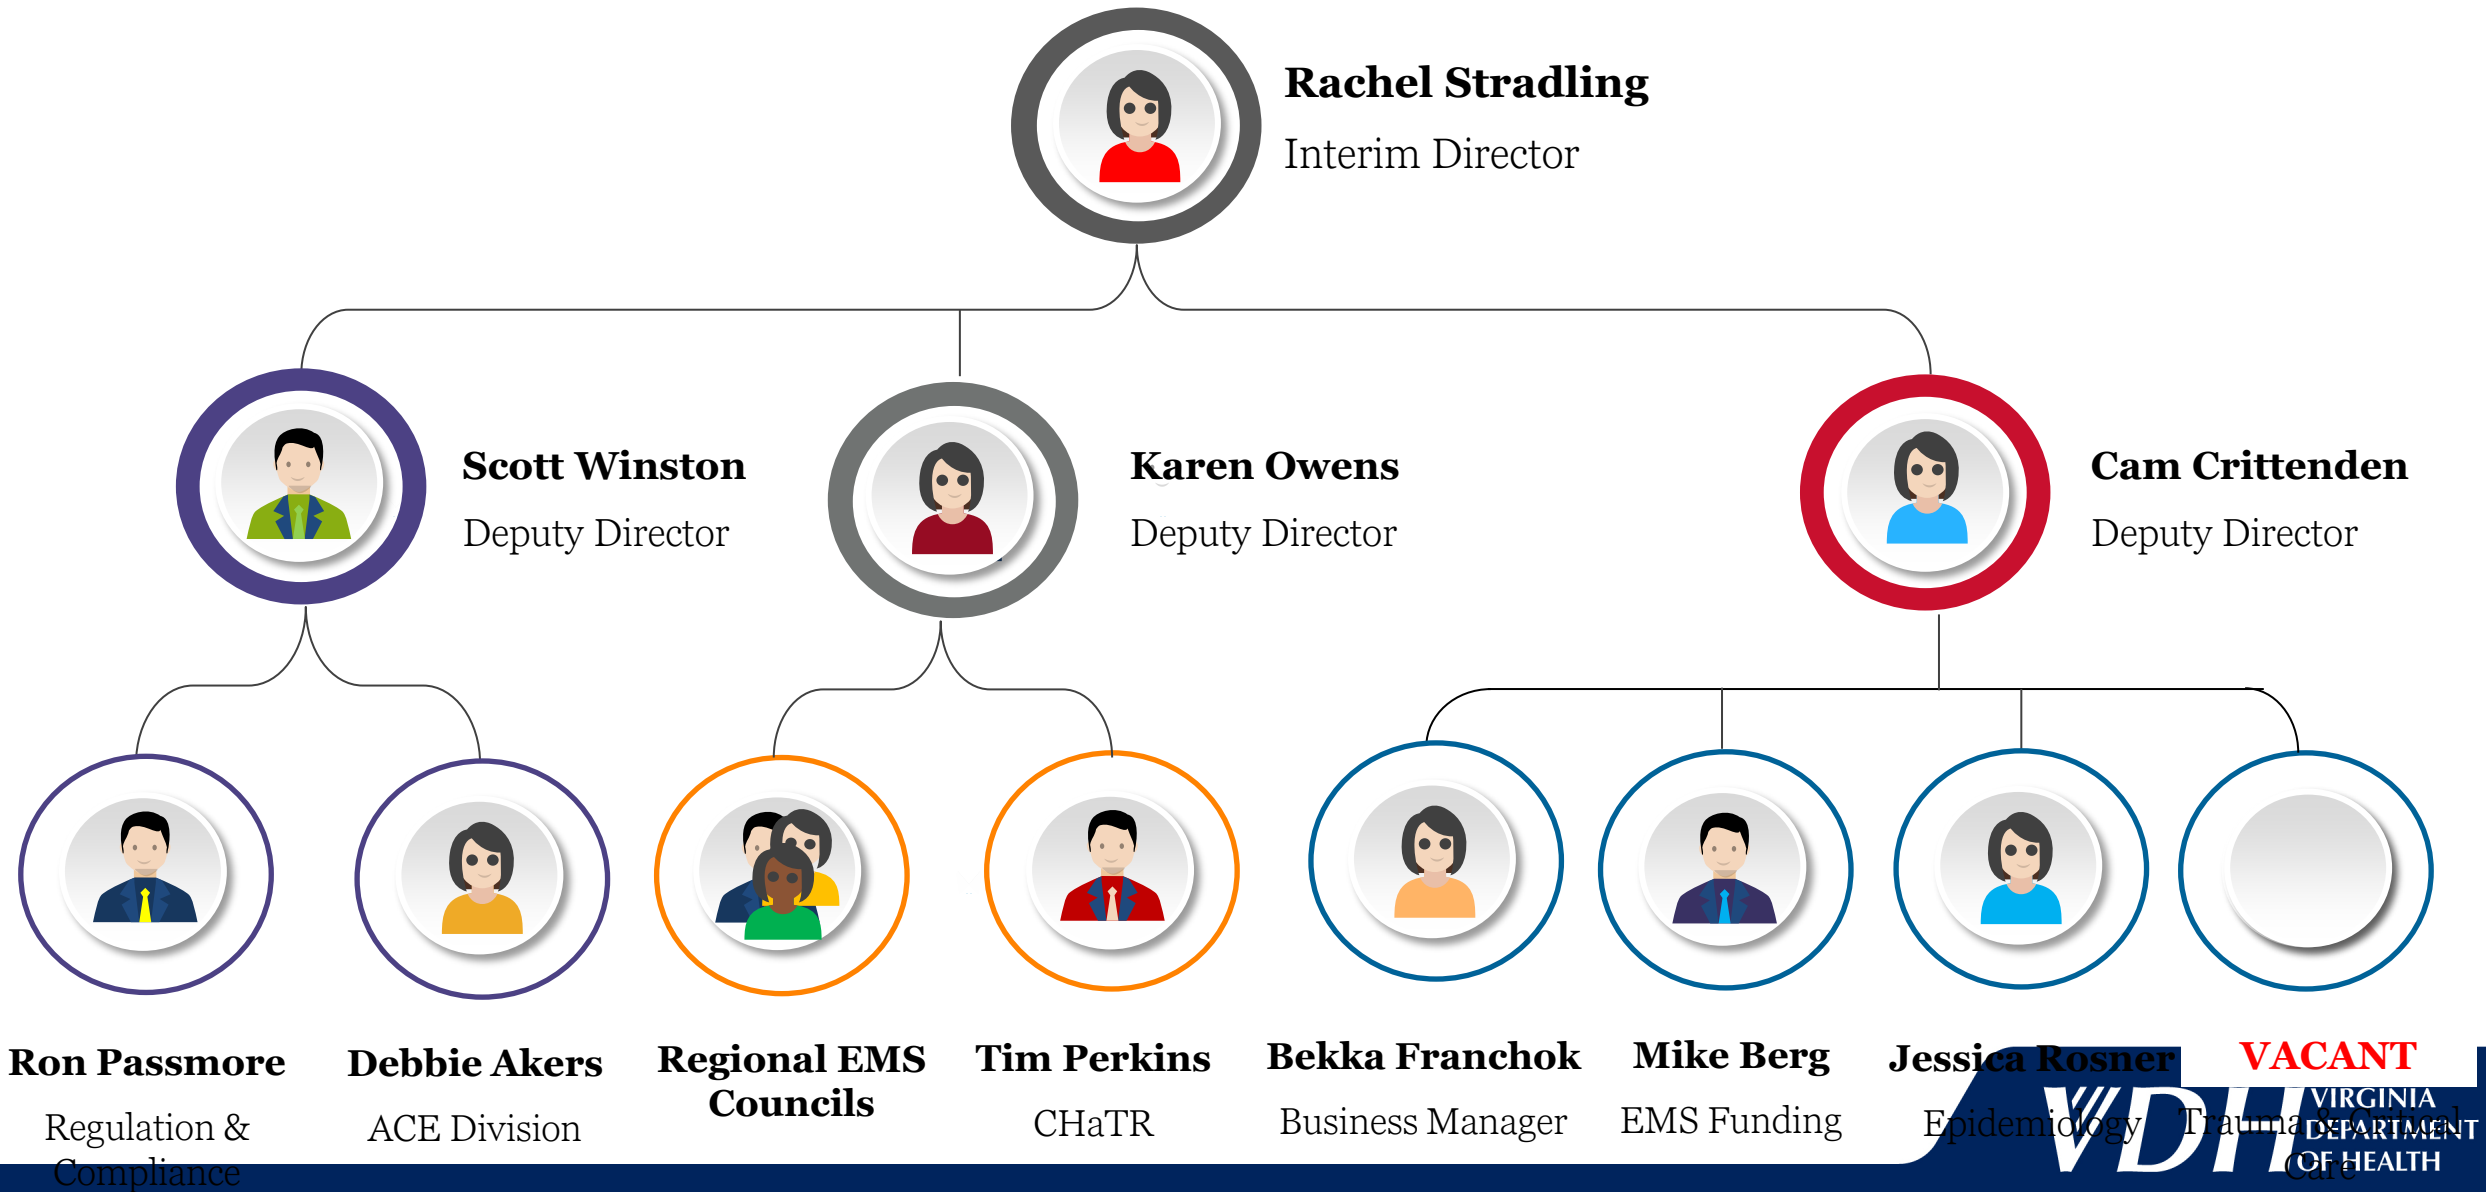 Rachel Stradling
Interim Director
Scott Winston
Deputy Director
Karen Owens
Deputy Director
Cam Crittenden
Deputy Director
Ron Passmore
Regulation &
Compliance
Debbie Akers
ACE Division
Regional EMS
Councils
Tim Perkins
CHaTR
Bekka Franchok
Business Manager
Mike Berg
EMS Funding
Jessica Rosner
Epidemiology
VACANT
Trauma & Critical
Care
VDH
VIRGINIA
DEPARTMENT
OF HEALTH